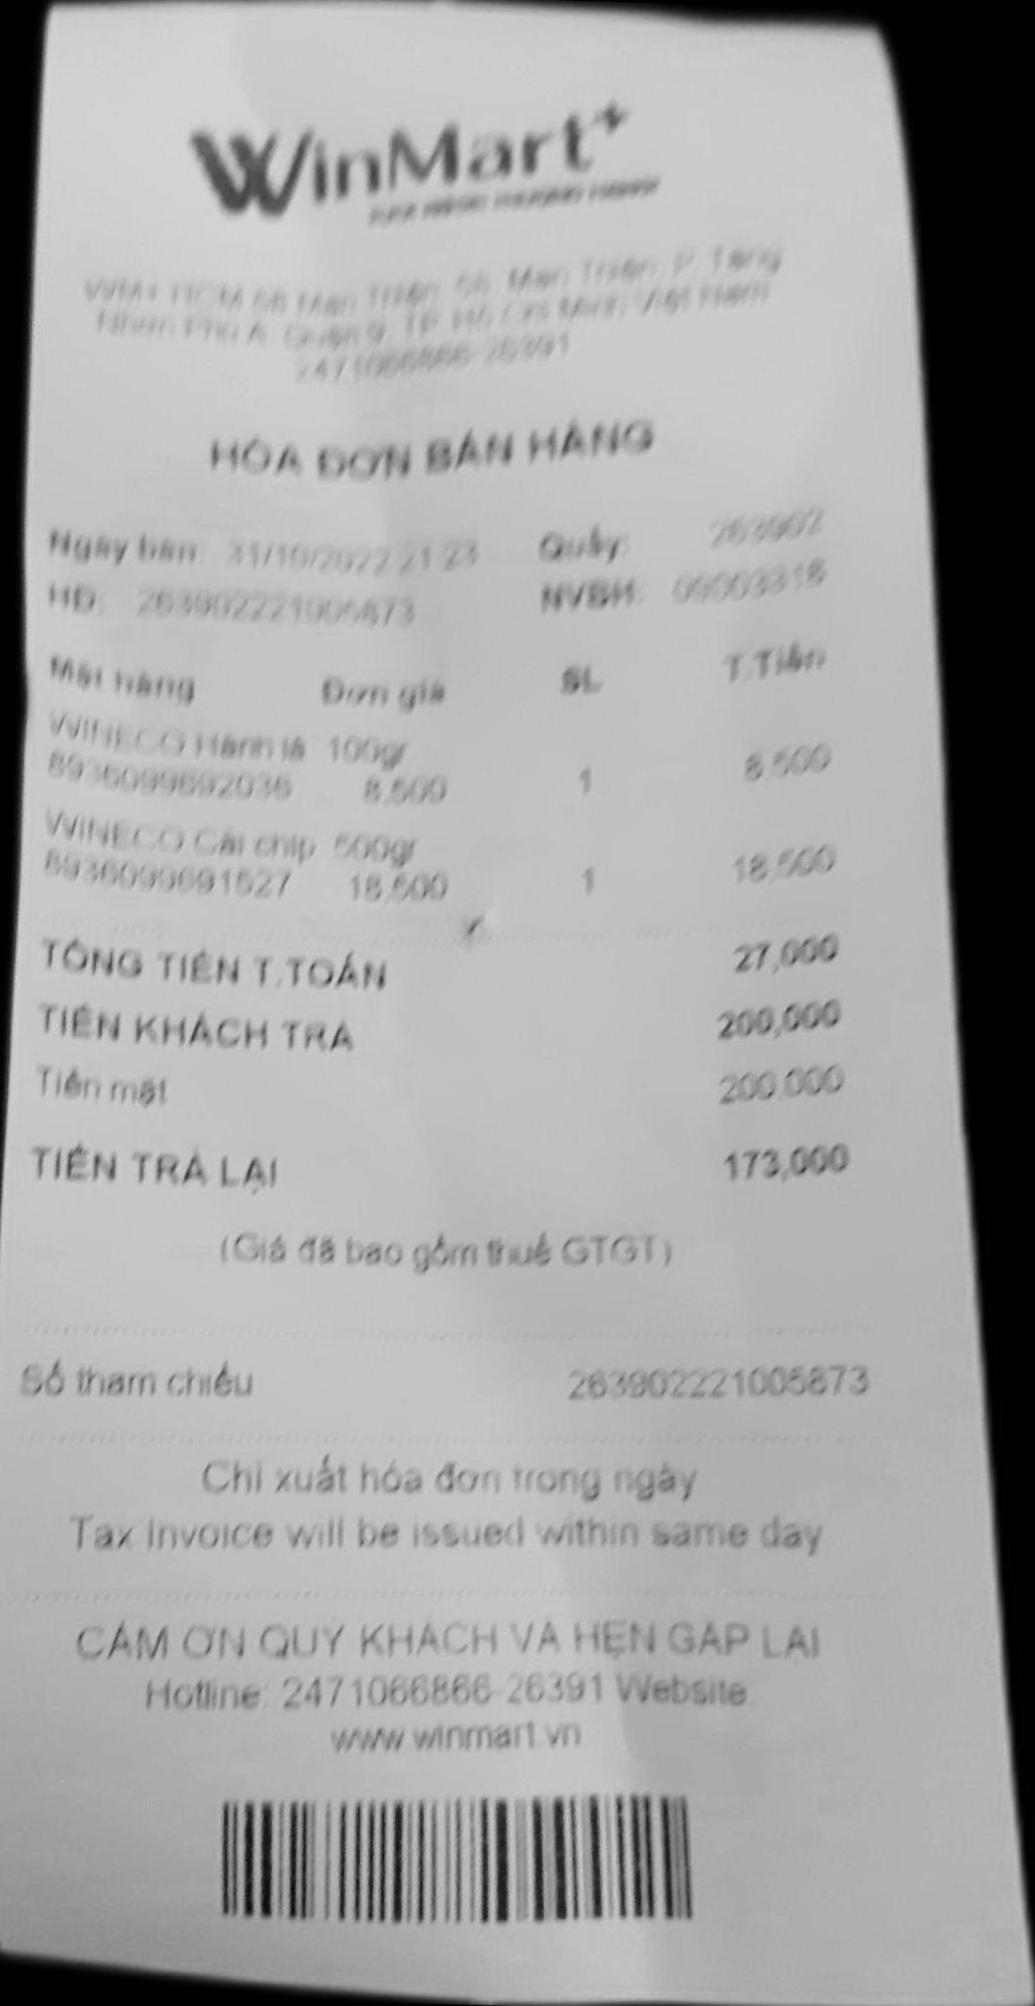 WinMart+
WM+ HCM 66 Man Thiện, 66 Man Thiện, P. Tăng
Nhơn Phú A, Quận 9, TP. Hồ Chí Minh, Việt Nam
2471066866-26391
HÓA ĐƠN BÁN HÀNG
Ngày bán: 31/10/2022 21:23 Quầy: 263902
HĐ: 263902221005873 NVBH: 09003318
Mặt hàng Đơn giá SL T.Tiền
WINECO Hành lá 100gr
8936099692036 8,500 1 8,500
WINECO Cải chíp 500gr
8936099691527 18,500 1 18,500
TỔNG TIỀN T.TOÁN 27,000
TIỀN KHÁCH TRẢ 200,000
Tiền mặt 200,000
TIỀN TRẢ LẠI 173,000
(Giá đã bao gồm thuế GTGT)
Số tham chiếu 263902221005873
Chỉ xuất hóa đơn trong ngày
Tax Invoice will be issued within same day
CẢM ƠN QUÝ KHÁCH VÀ HẸN GẶP LẠI
Hotline: 2471066866-26391 Website:
www.winmart.vn